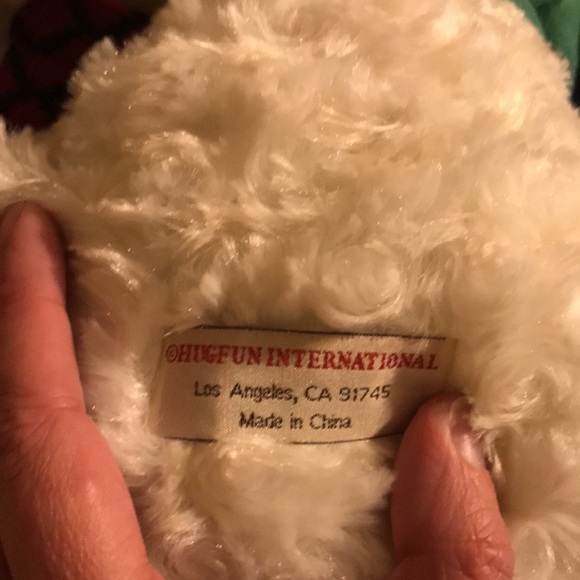 ©HUGFUN INTERNATIONAL
Los Angeles, CA 91745
Made in China